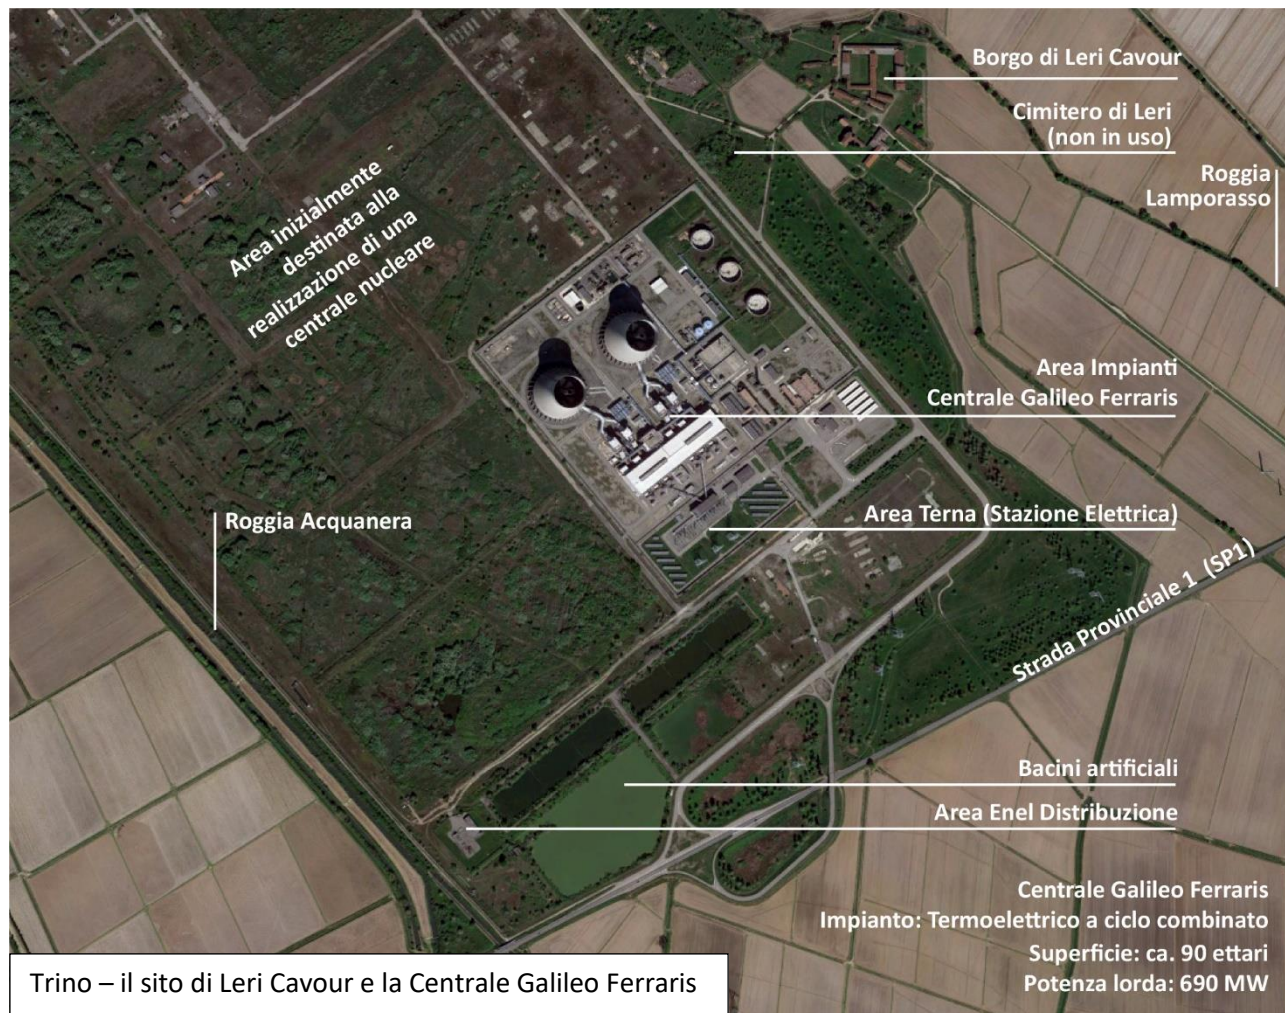 Borgo di Leri Cavour
Cimitero di Leri
(non in uso)
Roggia
Lamporasso
Area inizialmente
destinata alla
realizzazione di una
centrale nucleare
Area Impianti
Centrale Galileo Ferraris
Roggia Acquanera
Area Terna (Stazione Elettrica)
Strada Provinciale 1 (SP1)
Bacini artificiali
Area Enel Distribuzione
Centrale Galileo Ferraris
Impianto: Termoelettrico a ciclo combinato
Superficie: ca. 90 ettari
Potenza lorda: 690 MW
Trino – il sito di Leri Cavour e la Centrale Galileo Ferraris